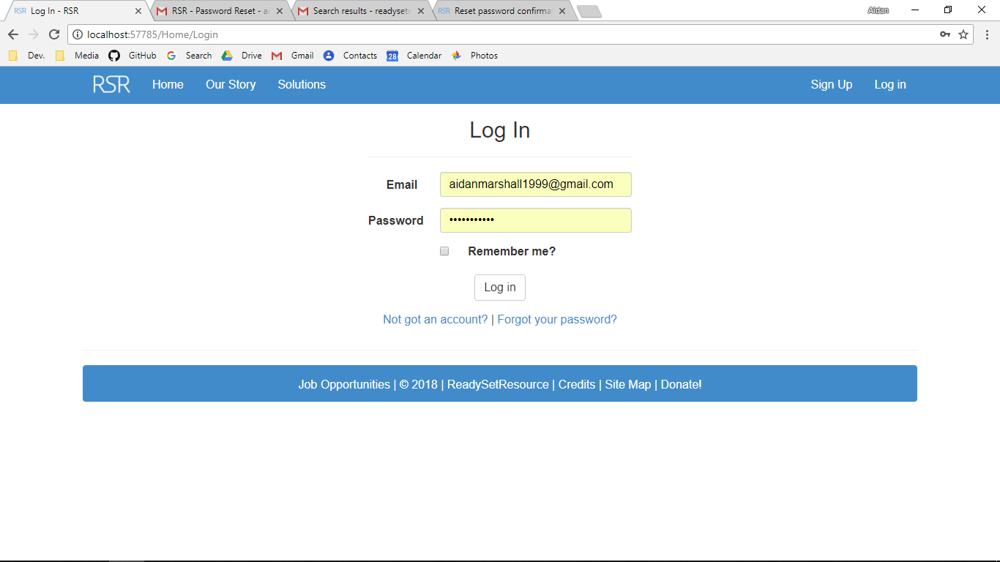 RSR Log In - RSR RSR - Password Reset - ai Search results - readysetr RSR Reset password confirma Aidan
localhost:57785/Home/Login
Dev. Media GitHub Search Drive Gmail 28 Contacts Calendar Photos
RSR Home Our Story Solutions Sign Up Log in
Log In
Email aidanmarshall1999@gmail.com
Password •••••••••••
Remember me?
Log in
Not got an account? | Forgot your password?
Job Opportunities | © 2018 | ReadySetResource | Credits | Site Map | Donate!